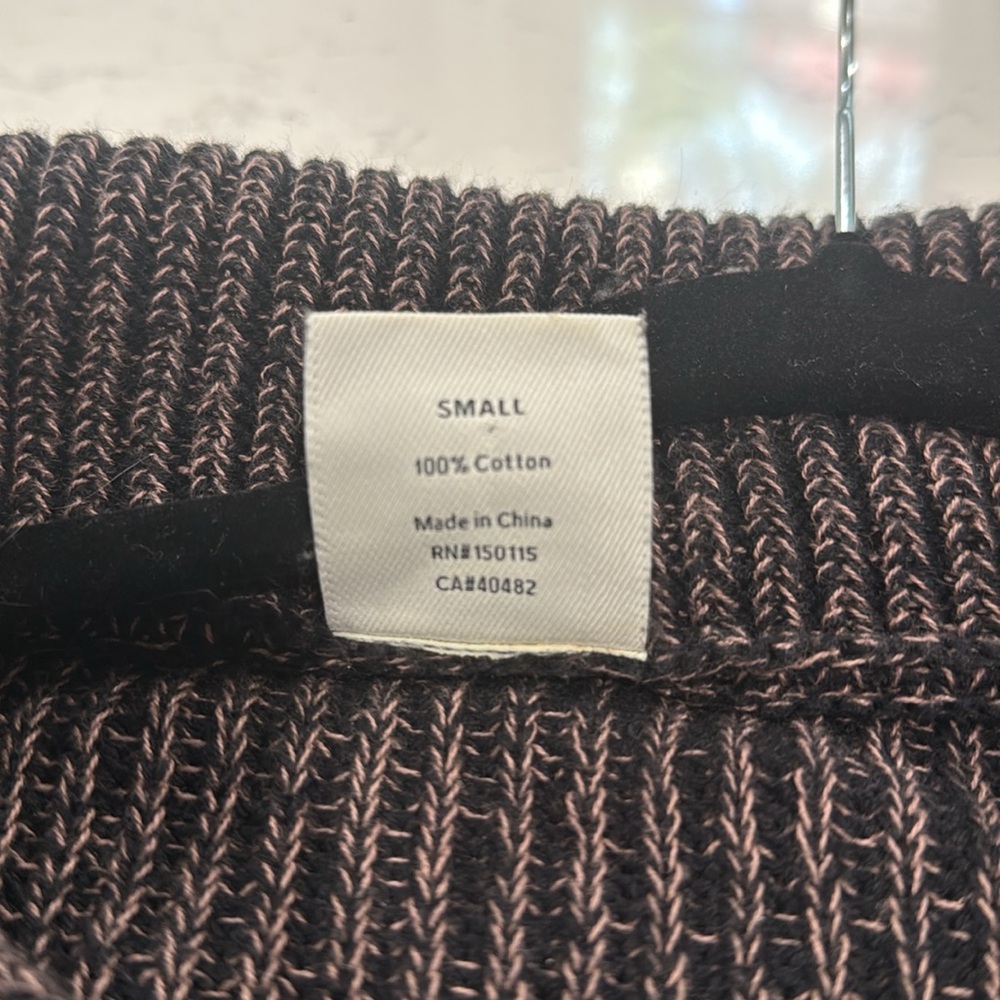 SMALL
100% Cotton
Made in China
RN#150115
CA#40482